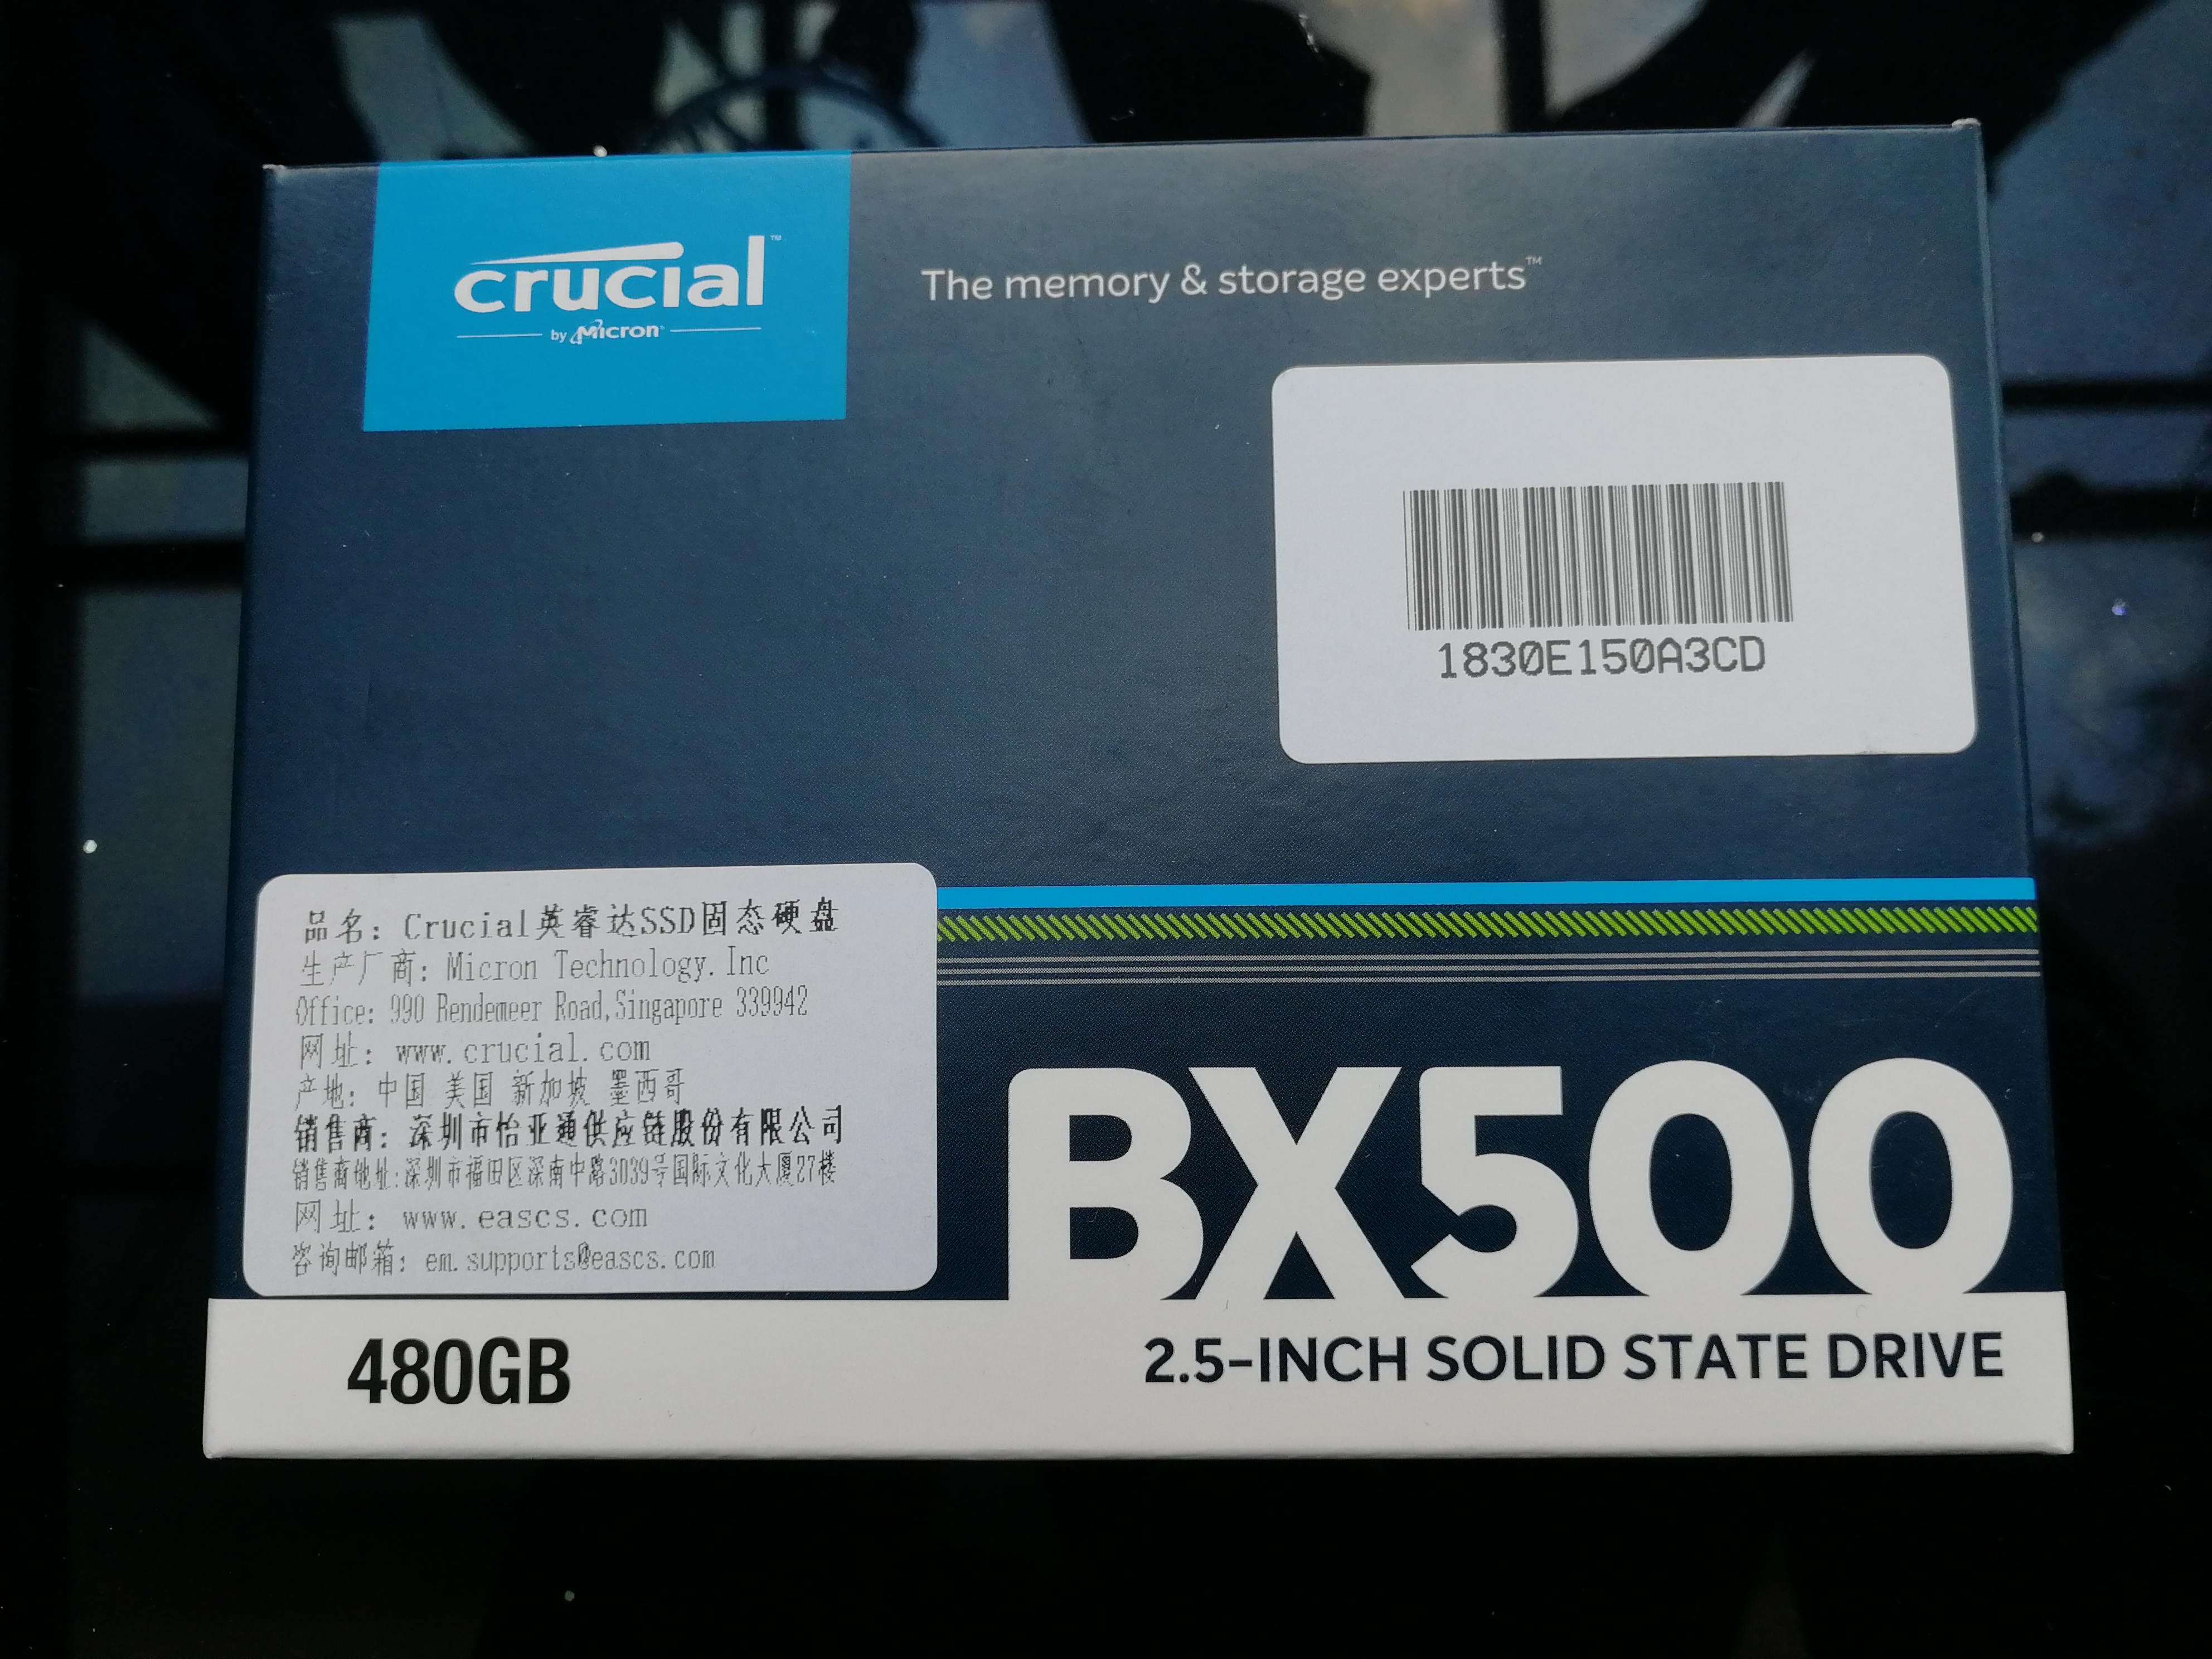 crucial™
by Micron®
The memory & storage experts™
1830E150A3CD
品名: Crucial英睿达SSD固态硬盘
生产厂商: Micron Technology.Inc
Office: 990 Bendemeer Road,Singapore 339942
网址: www.crucial.com
产地: 中国 美国 新加坡 墨西哥
销售商: 深圳市怡亚通供应链股份有限公司
销售商地址:深圳市福田区深南中路3039号国际文化大厦27楼
网址: www.eascs.com
咨询邮箱: em.supports@eascs.com
BX500
480GB
2.5-INCH SOLID STATE DRIVE